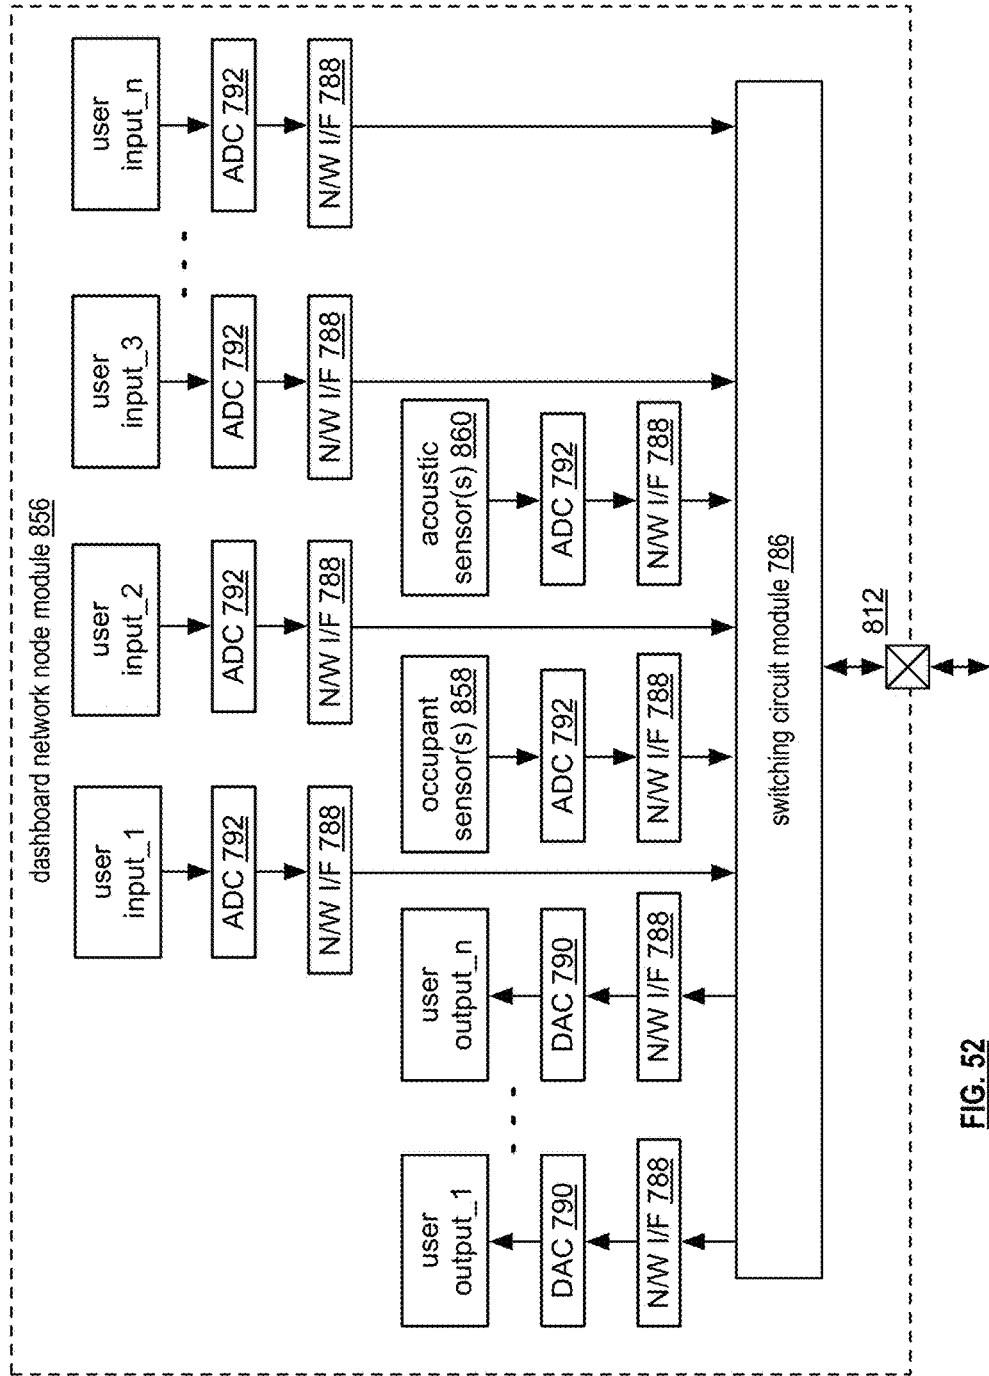 dashboard network node module 856
user
input_1
ADC 792
N/W I/F 788
user
input_2
ADC 792
N/W I/F 788
user
input_3
ADC 792
N/W I/F 788
user
input_n
ADC 792
N/W I/F 788
user
output_1
DAC 790
N/W I/F 788
user
output_n
DAC 790
N/W I/F 788
occupant
sensor(s) 858
ADC 792
N/W I/F 788
acoustic
sensor(s) 860
ADC 792
N/W I/F 788
switching circuit module 786
812
FIG. 52